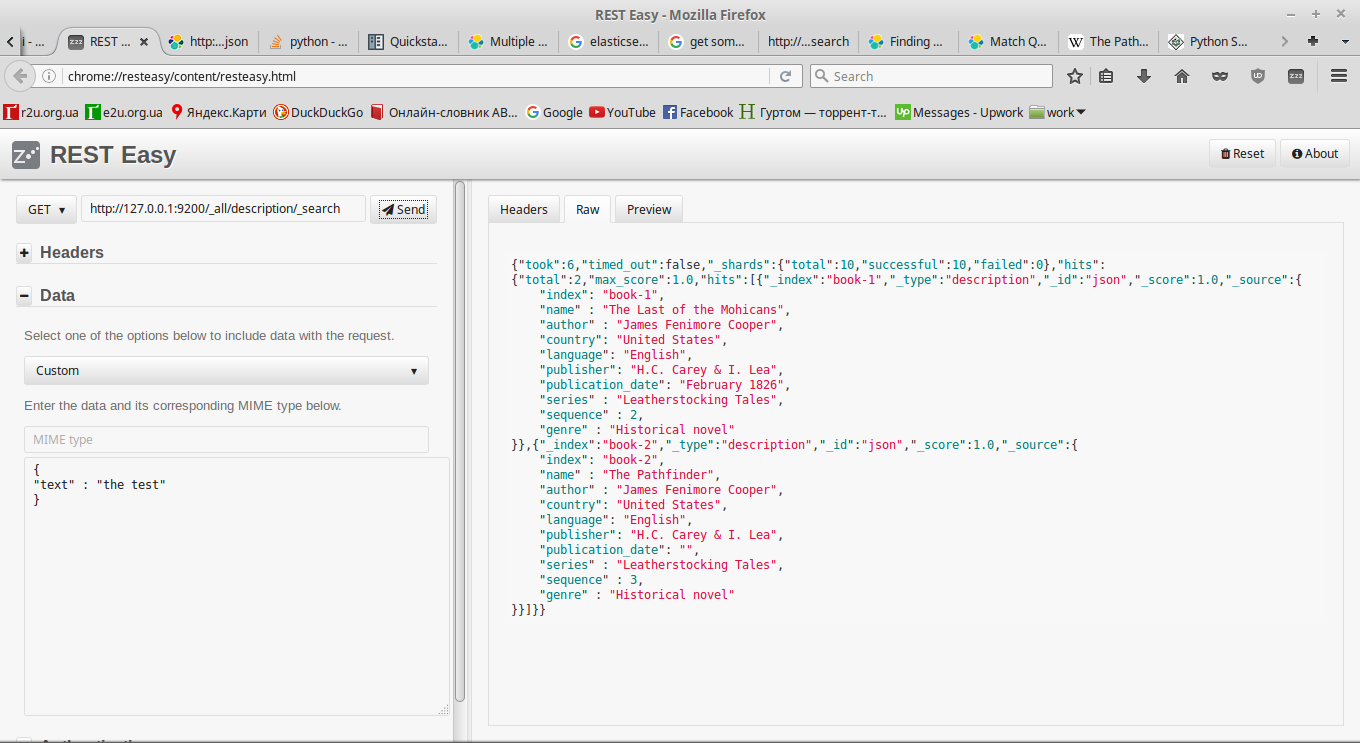 REST Easy - Mozilla Firefox
i - ...
REST ...
http:...json
python - ...
Quicksta...
Multiple ...
elasticse...
get som...
http://...search
Finding ...
Match Q...
The Path...
Python S...
chrome://resteasy/content/resteasy.html
Search
r2u.org.ua
e2u.org.ua
Яндекс.Карти
DuckDuckGo
Онлайн-словник АВ...
Google
YouTube
Facebook
Гуртом — торрент-т...
Messages - Upwork
work
REST Easy
Reset
About
GET
http://127.0.0.1:9200/_all/description/_search
Send
Headers
Data
Select one of the options below to include data with the request.
Custom
Enter the data and its corresponding MIME type below.
MIME type
{
"text" : "the test"
}
Headers
Raw
Preview
{"took":6,"timed_out":false,"_shards":{"total":10,"successful":10,"failed":0},"hits":
{"total":2,"max_score":1.0,"hits":[{"_index":"book-1","_type":"description","_id":"json","_score":1.0,"_source":{
"index": "book-1",
"name" : "The Last of the Mohicans",
"author" : "James Fenimore Cooper",
"country": "United States",
"language": "English",
"publisher": "H.C. Carey & I. Lea",
"publication_date": "February 1826",
"series" : "Leatherstocking Tales",
"sequence" : 2,
"genre" : "Historical novel"
}},{"_index":"book-2","_type":"description","_id":"json","_score":1.0,"_source":{
"index": "book-2",
"name" : "The Pathfinder",
"author" : "James Fenimore Cooper",
"country": "United States",
"language": "English",
"publisher": "H.C. Carey & I. Lea",
"publication_date": "",
"series" : "Leatherstocking Tales",
"sequence" : 3,
"genre" : "Historical novel"
}}]}}